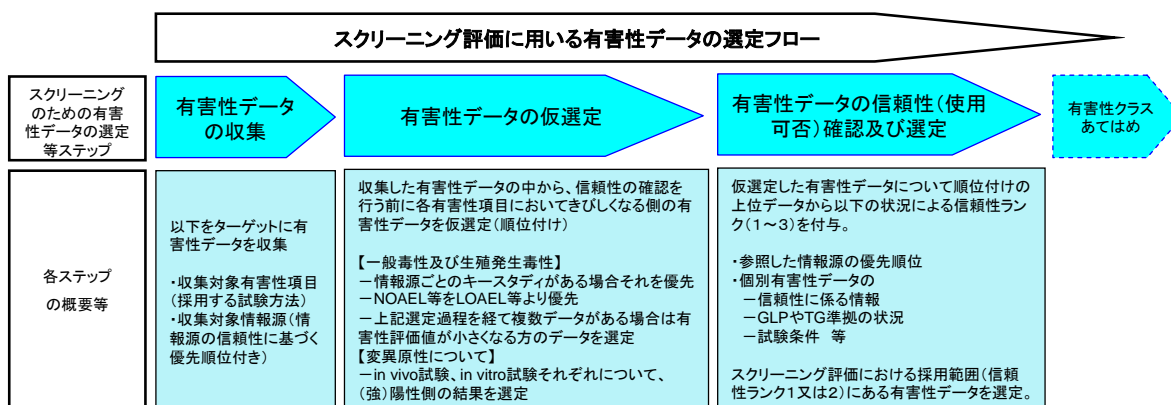 スクリーニング評価に用いる有害性データの選定フロー
スクリーニング
のための有害
性データの選定
等ステップ
有害性データ
の収集
有害性データの仮選定
有害性データの信頼性(使用
可否)確認及び選定
有害性クラス
あてはめ
各ステップ
の概要等
以下をターゲットに有
害性データを収集
・収集対象有害性項目
(採用する試験方法)
・収集対象情報源(情
報源の信頼性に基づく
優先順位付き)
収集した有害性データの中から、信頼性の確認を
行う前に各有害性項目においてきびしくなる側の有
害性データを仮選定(順位付け)
【一般毒性及び生殖発生毒性】
－情報源ごとのキースタディがある場合それを優先
－NOAEL等をLOAEL等より優先
－上記選定過程を経て複数データがある場合は有
害性評価値が小さくなる方のデータを選定
【変異原性について】
－in vivo試験、in vitro試験それぞれについて、
(強)陽性側の結果を選定
仮選定した有害性データについて順位付けの
上位データから以下の状況による信頼性ラン
ク(1～3)を付与。
・参照した情報源の優先順位
・個別有害性データの
－信頼性に係る情報
－GLPやTG準拠の状況
－試験条件 等
スクリーニング評価における採用範囲(信頼
性ランク1又は2)にある有害性データを選定。